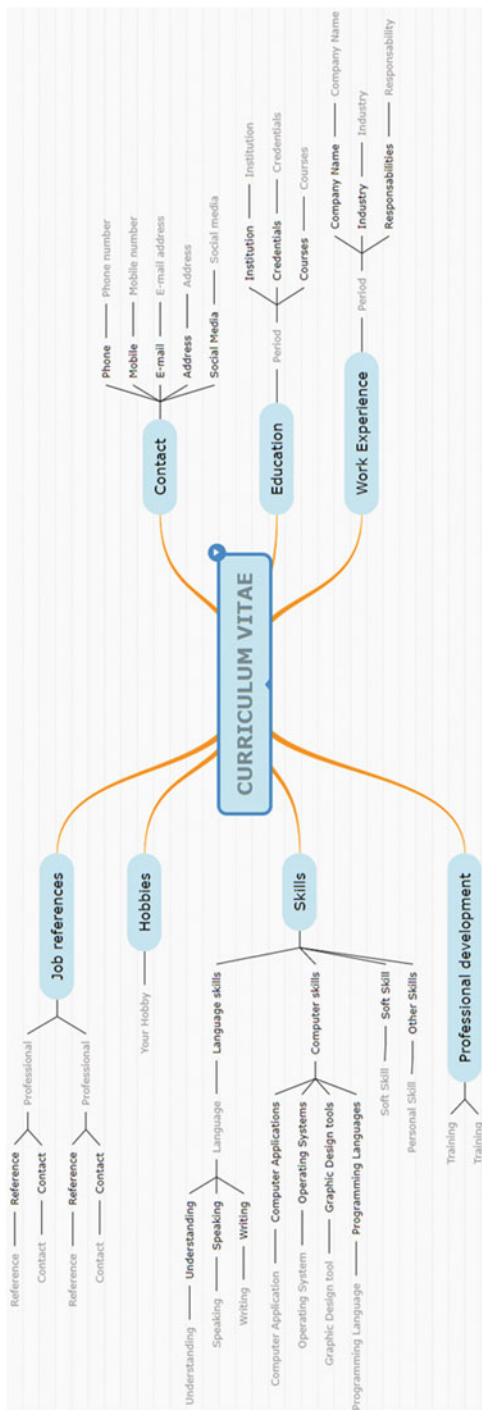 CURRICULUM VITAE
Job references
Professional
Reference
Reference
Contact
Contact
Professional
Reference
Reference
Contact
Contact
Hobbies
Your Hobby
Skills
Language skills
Language
Understanding
Understanding
Speaking
Speaking
Writing
Writing
Computer skills
Computer Applications
Computer Application
Operating Systems
Operating System
Graphic Design tools
Graphic Design tool
Programming Languages
Programming Language
Soft Skill
Soft Skill
Other Skills
Personal Skill
Professional development
Training
Training
Contact
Phone
Phone number
Mobile
Mobile number
E-mail
E-mail address
Address
Address
Social Media
Social media
Education
Period
Institution
Institution
Credentials
Credentials
Courses
Courses
Work Experience
Period
Company Name
Company Name
Industry
Industry
Responsabilities
Responsability